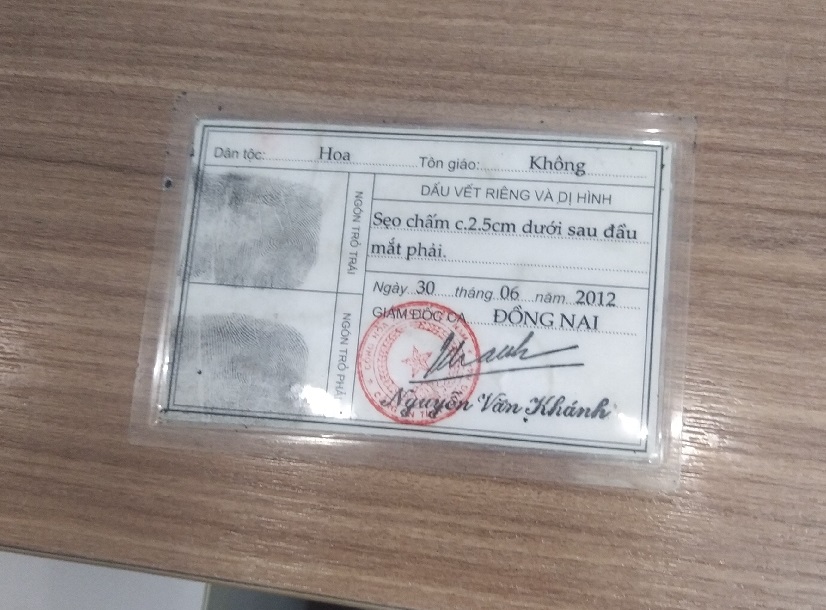 Dân tộc: Hoa Tôn giáo: Không
NGÓN TRỎ TRÁI
DẤU VẾT RIÊNG VÀ DỊ HÌNH
Sẹo chấm c.2.5cm dưới sau đầu
mắt phải.
Ngày 30 tháng 06 năm 2012
NGÓN TRỎ PHẢI
GIÁM ĐỐC CA ĐỒNG NAI
Nguyễn Văn Khánh